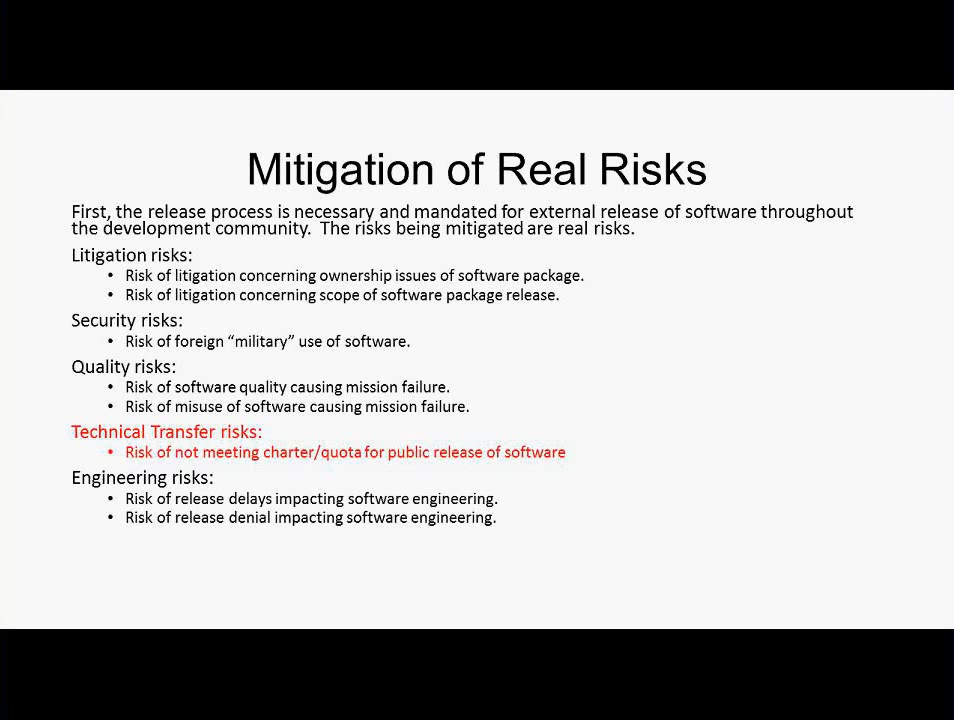 Mitigation of Real Risks
First, the release process is necessary and mandated for external release of software throughout
the development community.  The risks being mitigated are real risks.
Litigation risks:
• Risk of litigation concerning ownership issues of software package.
• Risk of litigation concerning scope of software package release.
Security risks:
• Risk of foreign “military” use of software.
Quality risks:
• Risk of software quality causing mission failure.
• Risk of misuse of software causing mission failure.
Technical Transfer risks:
• Risk of not meeting charter/quota for public release of software
Engineering risks:
• Risk of release delays impacting software engineering.
• Risk of release denial impacting software engineering.